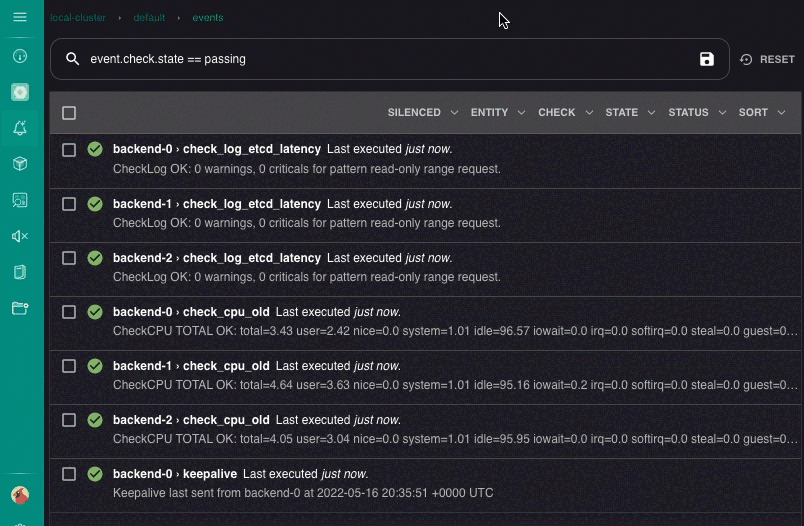 local-cluster › default › events
event.check.state == passing
RESET
SILENCED ENTITY CHECK STATE STATUS SORT
backend-0 › check_log_etcd_latency Last executed just now.
CheckLog OK: 0 warnings, 0 criticals for pattern read-only range request.
backend-1 › check_log_etcd_latency Last executed just now.
CheckLog OK: 0 warnings, 0 criticals for pattern read-only range request.
backend-2 › check_log_etcd_latency Last executed just now.
CheckLog OK: 0 warnings, 0 criticals for pattern read-only range request.
backend-0 › check_cpu_old Last executed just now.
CheckCPU TOTAL OK: total=3.43 user=2.42 nice=0.0 system=1.01 idle=96.57 iowait=0.0 irq=0.0 softirq=0.0 steal=0.0 guest=0...
backend-1 › check_cpu_old Last executed just now.
CheckCPU TOTAL OK: total=4.64 user=3.63 nice=0.0 system=1.01 idle=95.16 iowait=0.2 irq=0.0 softirq=0.0 steal=0.0 guest=0...
backend-2 › check_cpu_old Last executed just now.
CheckCPU TOTAL OK: total=4.05 user=3.04 nice=0.0 system=1.01 idle=95.95 iowait=0.0 irq=0.0 softirq=0.0 steal=0.0 guest=0...
backend-0 › keepalive Last executed just now.
Keepalive last sent from backend-0 at 2022-05-16 20:35:51 +0000 UTC